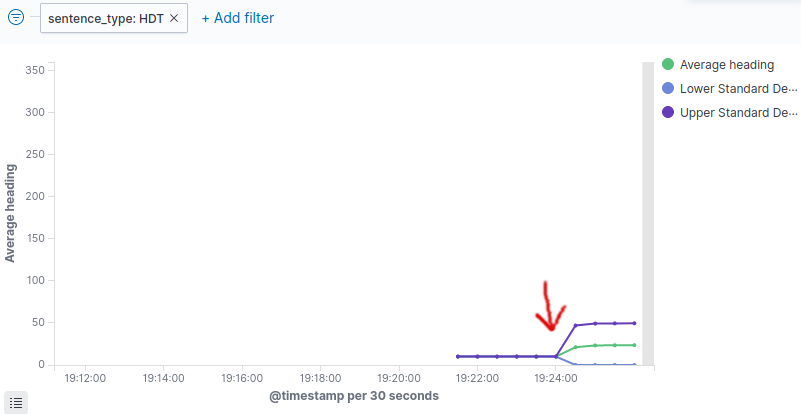 sentence_type: HDT ×
+ Add filter
350
300
250
200
150
100
50
0
Average heading
19:12:00 19:14:00 19:16:00 19:18:00 19:20:00 19:22:00 19:24:00
@timestamp per 30 seconds
Average heading
Lower Standard De···
Upper Standard De···